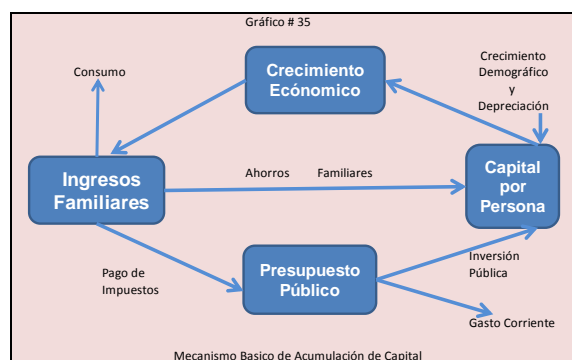 Gráfico # 35
Consumo
Crecimiento
Económico
Crecimiento
Demográfico
y
Depreciación
Ingresos
Familiares
Ahorros Familiares
Capital
por
Persona
Pago de
Impuestos
Presupuesto
Público
Inversión
Pública
Gasto Corriente
Mecanismo Basico de Acumulación de Capital